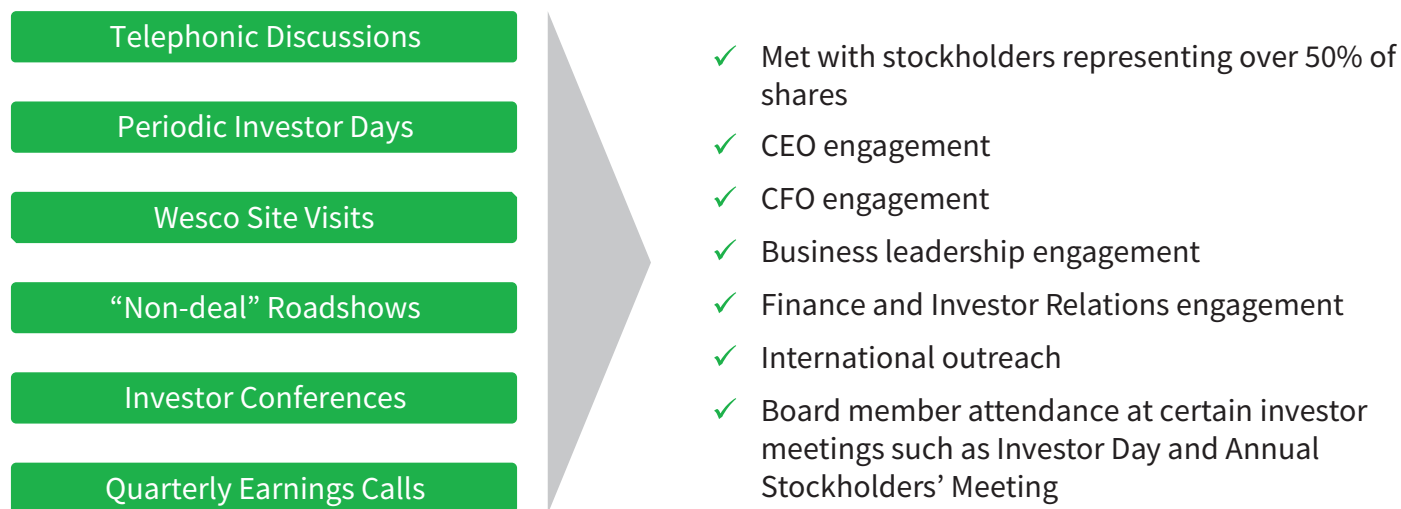 Telephonic Discussions
Periodic Investor Days
Wesco Site Visits
“Non-deal” Roadshows
Investor Conferences
Quarterly Earnings Calls
✓ Met with stockholders representing over 50% of
shares
✓ CEO engagement
✓ CFO engagement
✓ Business leadership engagement
✓ Finance and Investor Relations engagement
✓ International outreach
✓ Board member attendance at certain investor
meetings such as Investor Day and Annual
Stockholders’ Meeting